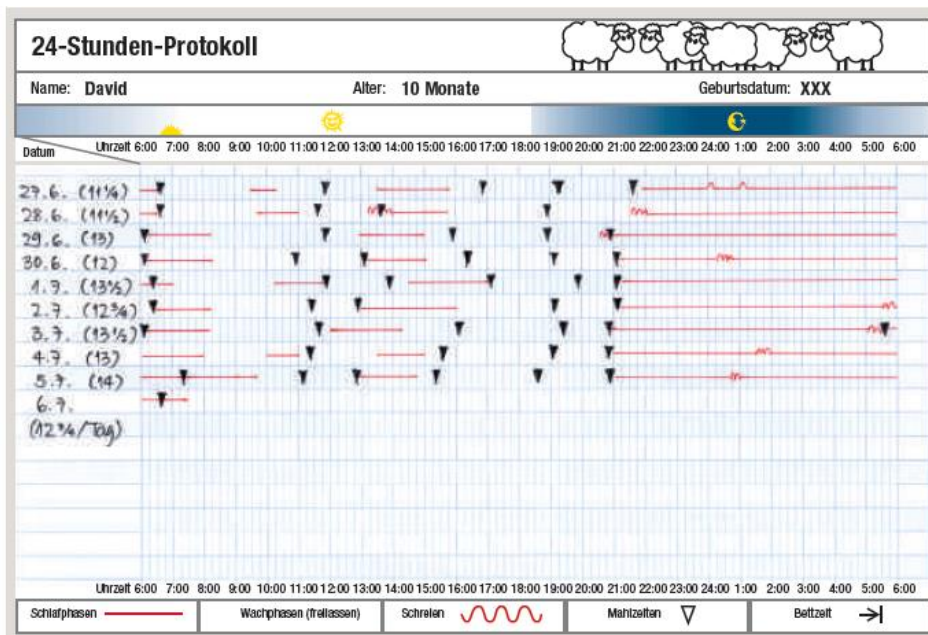 24-Stunden-Protokoll
Name: David Alter: 10 Monate Geburtsdatum: XXX
Datum Uhrzeit 6:00 7:00 8:00 9:00 10:00 11:00 12:00 13:00 14:00 15:00 16:00 17:00 18:00 19:00 20:00 21:00 22:00 23:00 24:00 1:00 2:00 3:00 4:00 5:00 6:00
27.6. (11¼)
28.6. (11½)
29.6. (13)
30.6. (12)
1.7. (13½)
2.7. (12¾)
3.7. (13½)
4.7. (13)
5.7. (14)
6.7.
(12¾/Tag)
Uhrzeit 6:00 7:00 8:00 9:00 10:00 11:00 12:00 13:00 14:00 15:00 16:00 17:00 18:00 19:00 20:00 21:00 22:00 23:00 24:00 1:00 2:00 3:00 4:00 5:00 6:00
Schlafphasen Wachphasen (freilassen) Schreien Mahlzeiten Bettzeit